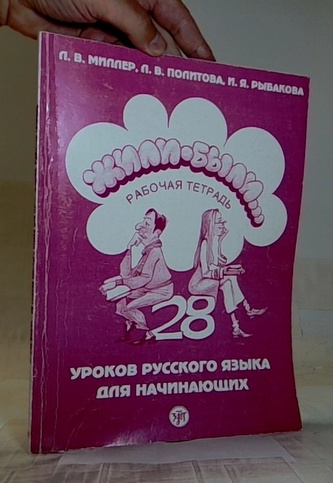 Л. В. МИЛЛЕР, Л. В. ПОЛИТОВА, И. Я. РЫБАКОВА
ЖИЛИ-БЫЛИ...
РАБОЧАЯ ТЕТРАДЬ
28
УРОКОВ РУССКОГО ЯЗЫКА
ДЛЯ НАЧИНАЮЩИХ